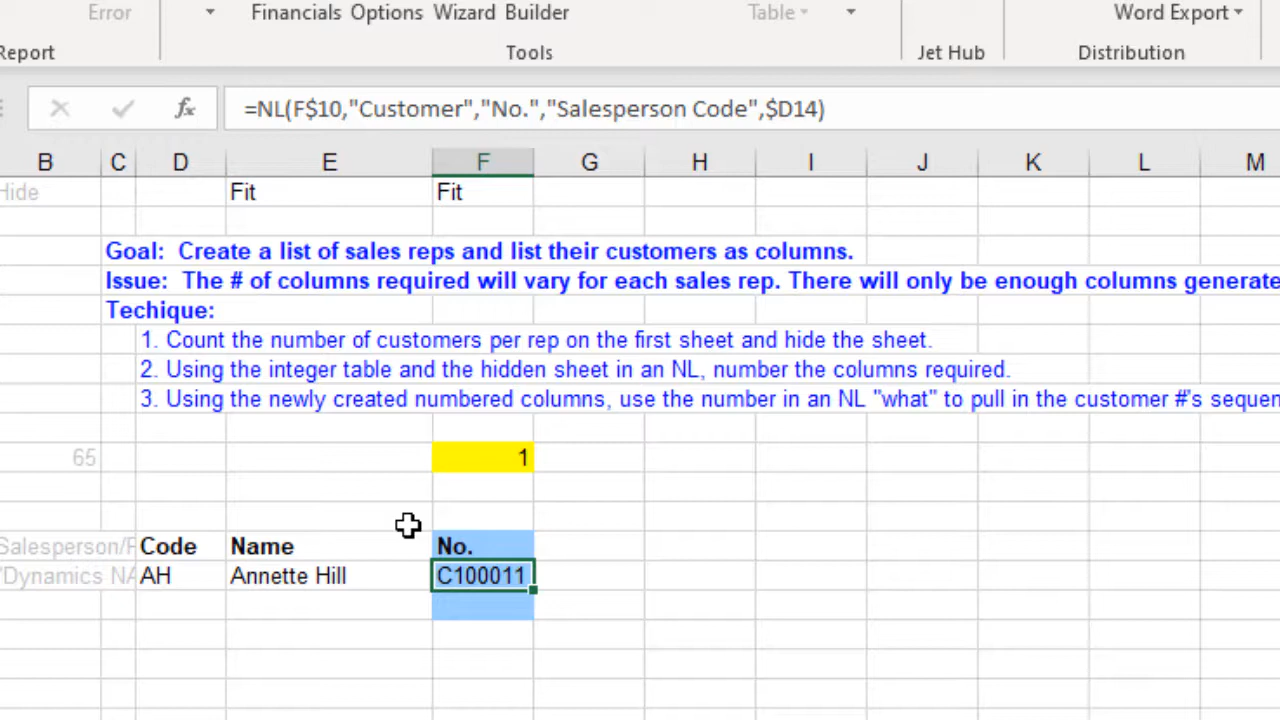 Error
Financials Options Wizard Builder
Table
Word Export
Report
Tools
Jet Hub
Distribution
fx
=NL(F$10,"Customer","No.","Salesperson Code",$D14)
B C D E F G H I J K L M
Hide Fit Fit
Goal: Create a list of sales reps and list their customers as columns.
Issue: The # of columns required will vary for each sales rep. There will only be enough columns generate
Techique:
1. Count the number of customers per rep on the first sheet and hide the sheet.
2. Using the integer table and the hidden sheet in an NL, number the columns required.
3. Using the newly created numbered columns, use the number in an NL "what" to pull in the customer #'s sequen
65 1
Salesperson/P Code Name No.
"Dynamics NA AH Annette Hill C100011